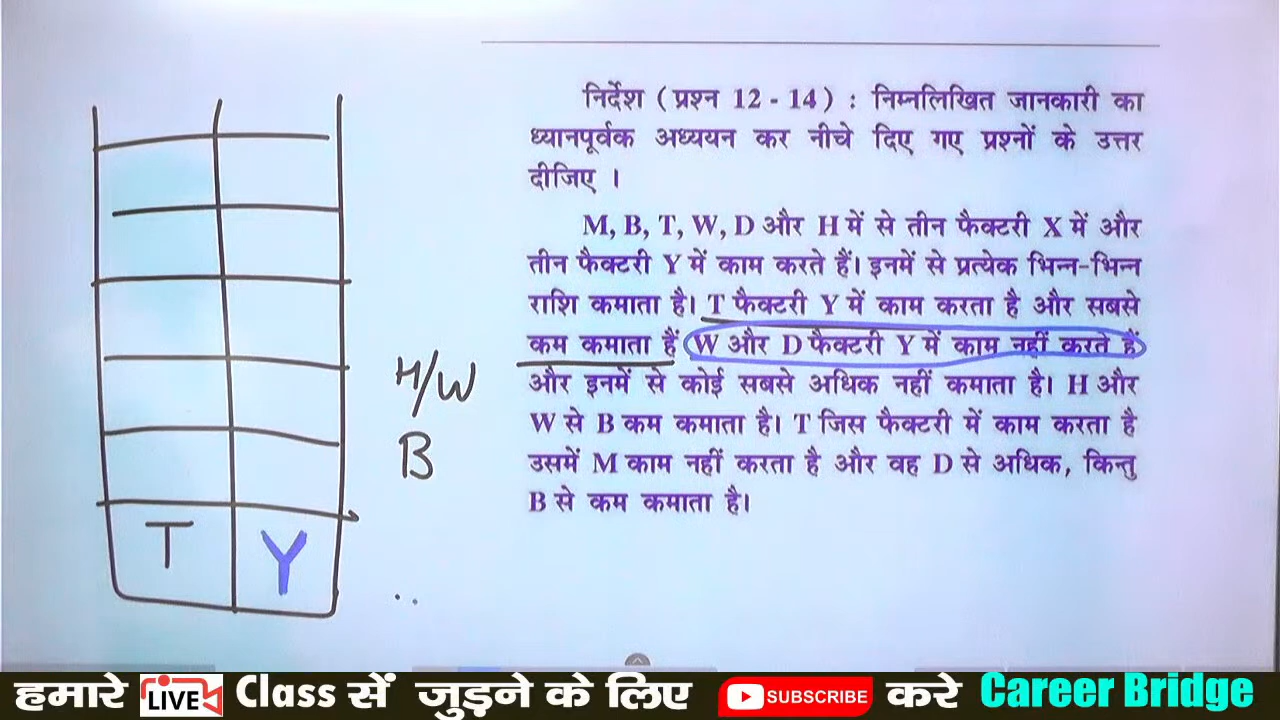 निर्देश ( प्रश्न 12 - 14 ) : निम्नलिखित जानकारी का
ध्यानपूर्वक अध्ययन कर नीचे दिए गए प्रश्नों के उत्तर
दीजिए ।
M, B, T, W, D और H में से तीन फैक्टरी X में और
तीन फैक्टरी Y में काम करते हैं। इनमें से प्रत्येक भिन्न-भिन्न
राशि कमाता है। T फैक्टरी Y में काम करता है और सबसे
कम कमाता हैं W और D फैक्टरी Y में काम नहीं करते हैं
और इनमें से कोई सबसे अधिक नहीं कमाता है। H और
W से B कम कमाता है। T जिस फैक्टरी में काम करता है
उसमें M काम नहीं करता है और वह D से अधिक, किन्तु
B से कम कमाता है।
H/W
B
T Y
हमारे LIVE Class सें जुड़ने के लिए SUBSCRIBE करे Career Bridge